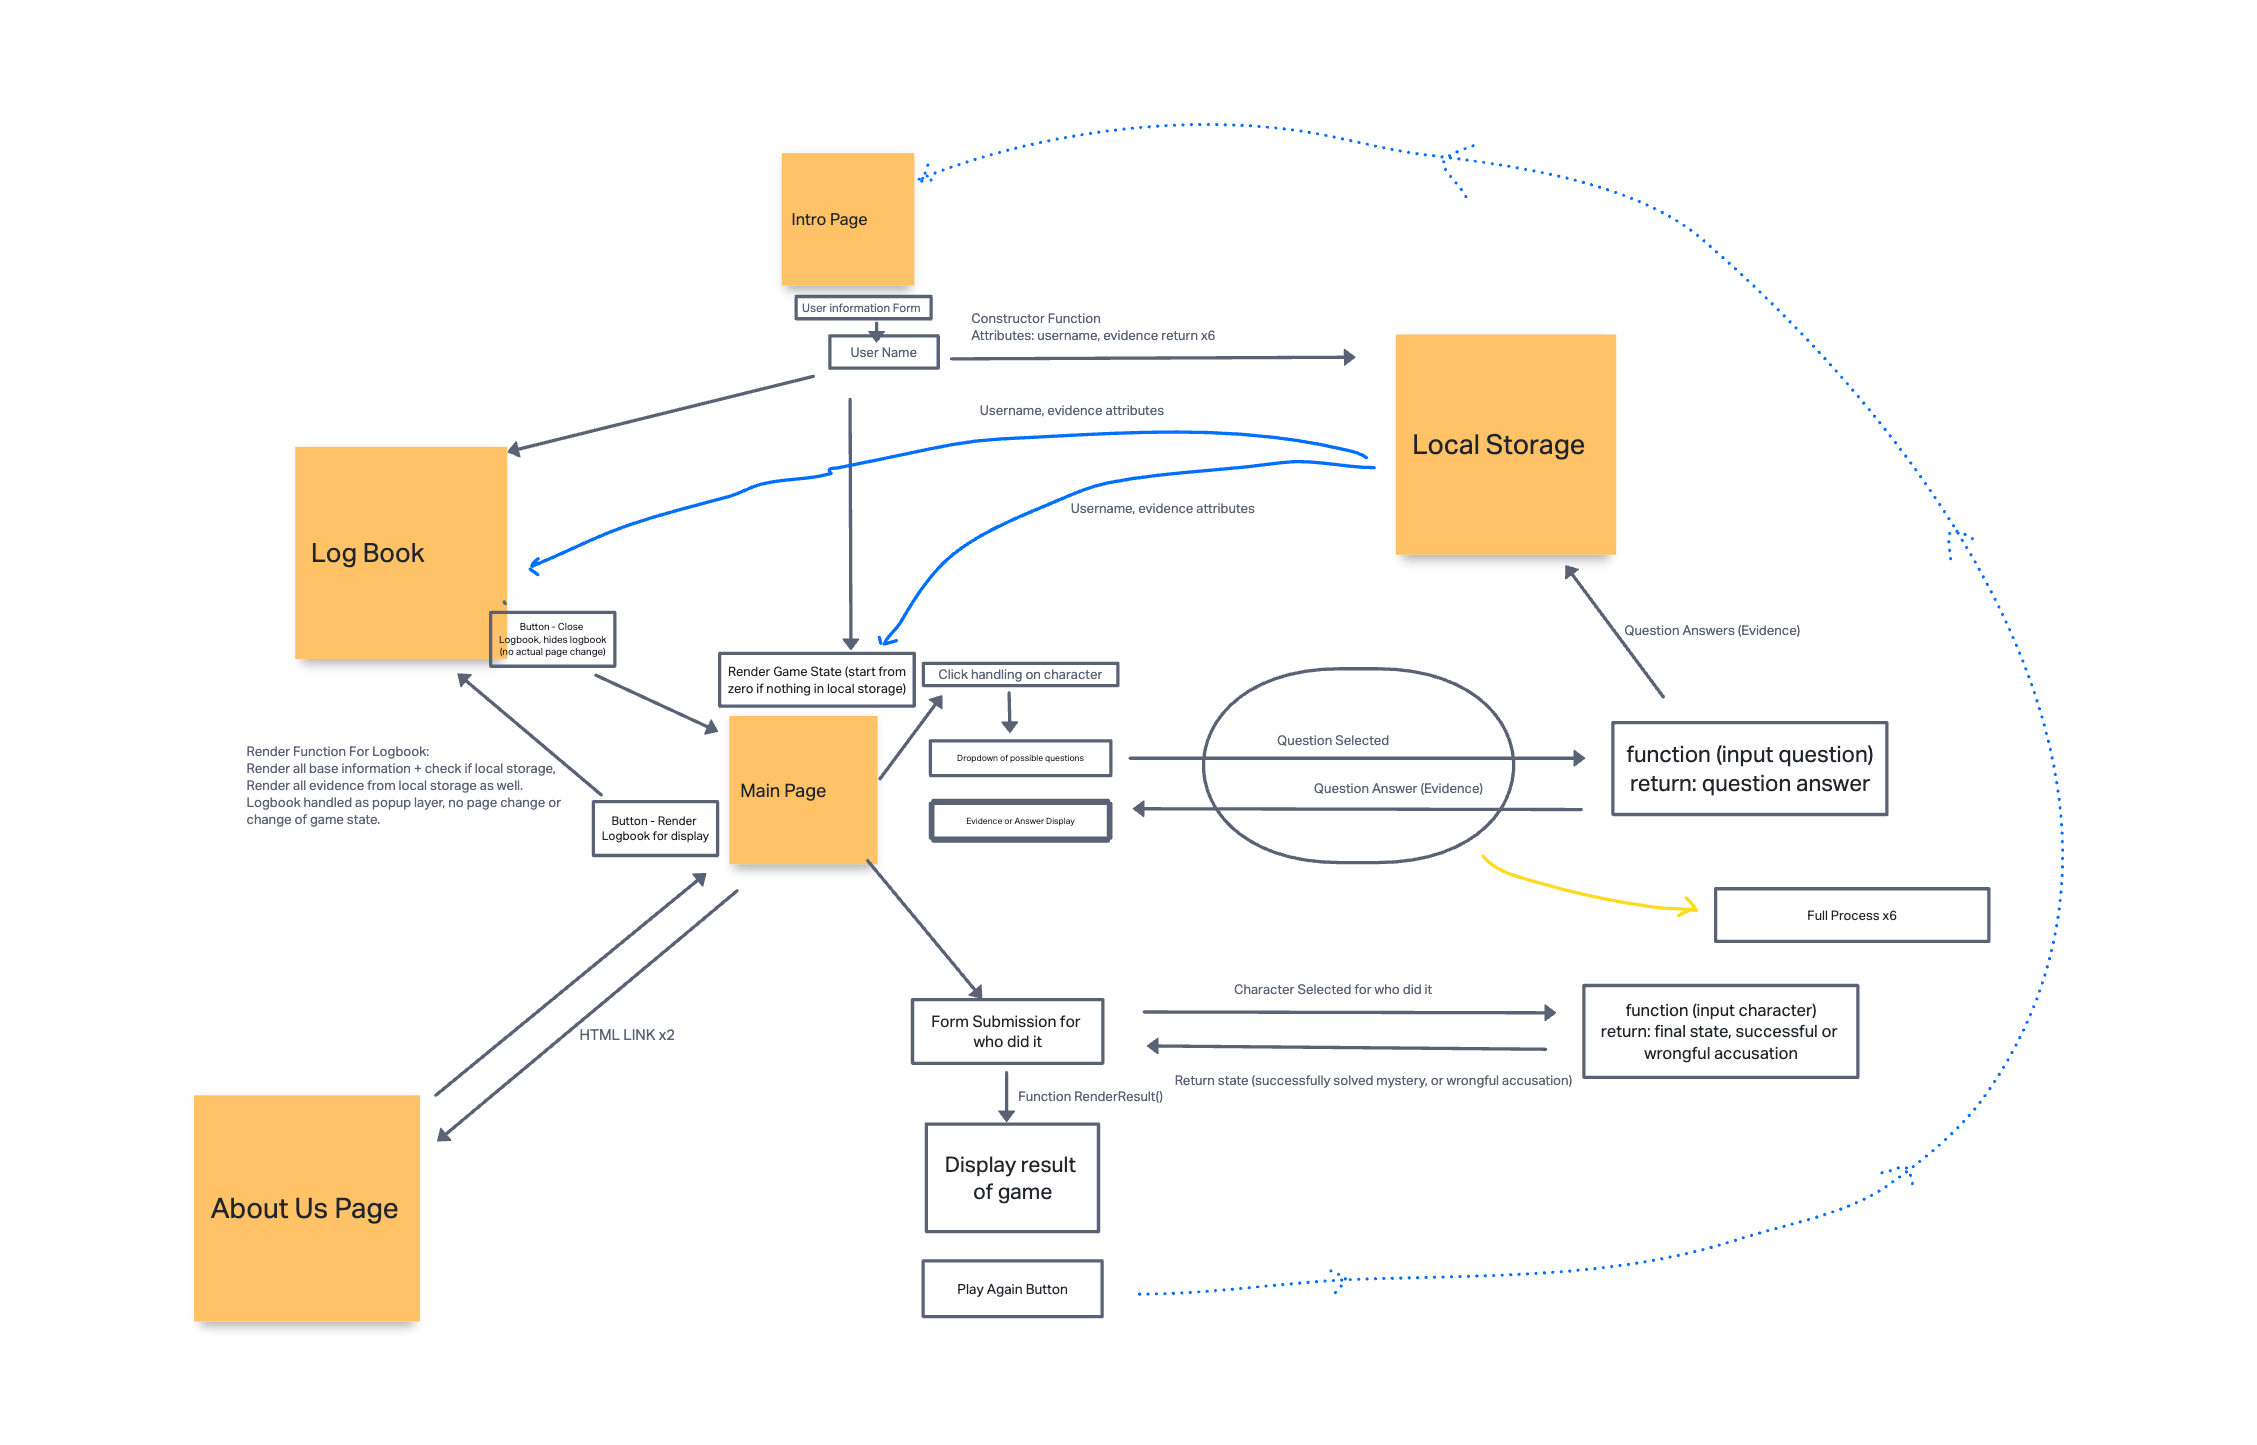 Intro Page
User information Form
User Name
Constructor Function
Attributes: username, evidence return x6
Local Storage
Username, evidence attributes
Username, evidence attributes
Log Book
Button - Close
Logbook, hides logbook
(no actual page change)
Render Game State (start from
zero if nothing in local storage)
Click handling on character
Question Answers (Evidence)
Render Function For Logbook:
Render all base information + check if local storage,
Render all evidence from local storage as well.
Logbook handled as popup layer, no page change or
change of game state.
Button - Render
Logbook for display
Main Page
Dropdown of possible questions
Evidence or Answer Display
Question Selected
Question Answer (Evidence)
function (input question)
return: question answer
Full Process x6
HTML LINK x2
Form Submission for
who did it
Character Selected for who did it
function (input character)
return: final state, successful or
wrongful accusation
Return state (successfully solved mystery, or wrongful accusation)
Function RenderResult()
Display result
of game
About Us Page
Play Again Button